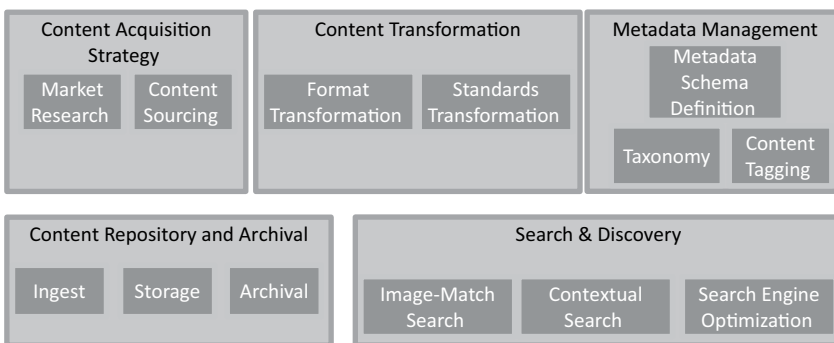 Content Acquisition
Strategy
Market
Research
Content
Sourcing
Content Transformation
Format
Transformation
Standards
Transformation
Metadata Management
Metadata
Schema
Definition
Taxonomy
Content
Tagging
Content Repository and Archival
Ingest
Storage
Archival
Search & Discovery
Image-Match
Search
Contextual
Search
Search Engine
Optimization